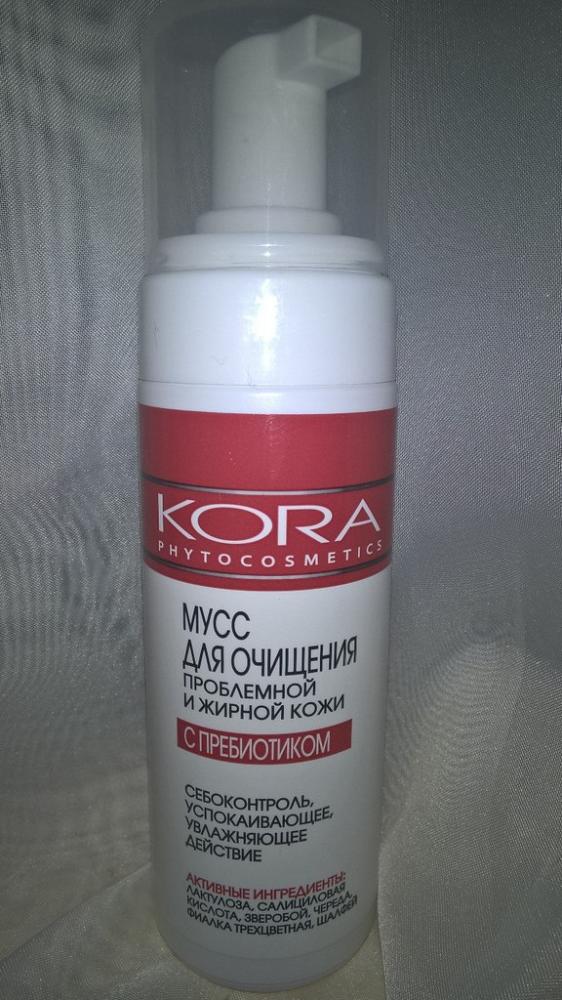 KORA
PHYTOCOSMETICS
МУСС
ДЛЯ ОЧИЩЕНИЯ
ПРОБЛЕМНОЙ
И ЖИРНОЙ КОЖИ
С ПРЕБИОТИКОМ
СЕБОКОНТРОЛЬ,
УСПОКАИВАЮЩЕЕ,
УВЛАЖНЯЮЩЕЕ
ДЕЙСТВИЕ
АКТИВНЫЕ ИНГРЕДИЕНТЫ:
ЛАКТУЛОЗА, САЛИЦИЛОВАЯ
КИСЛОТА, ЗВЕРОБОЙ, ЧЕРЕДА,
ФИАЛКА ТРЕХЦВЕТНАЯ, ШАЛФЕЙ